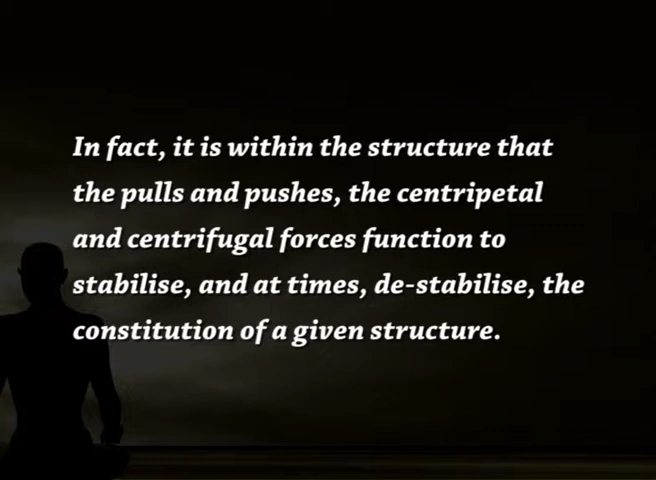 In fact, it is within the structure that
the pulls and pushes, the centripetal
and centrifugal forces function to
stabilise, and at times, de-stabilise, the
constitution of a given structure.